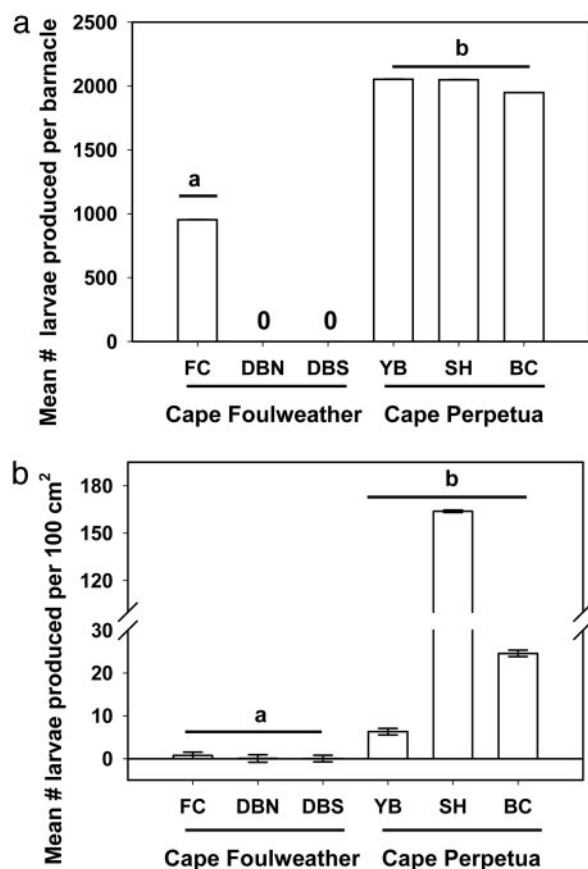 a
Mean # larvae produced per barnacle
2500
2000
1500
1000
500
0
a
b
0 0
FC DBN DBS YB SH BC
Cape Foulweather Cape Perpetua
b
Mean # larvae produced per 100 cm²
160
120
30
20
10
0
a
b
FC DBN DBS YB SH BC
Cape Foulweather Cape Perpetua